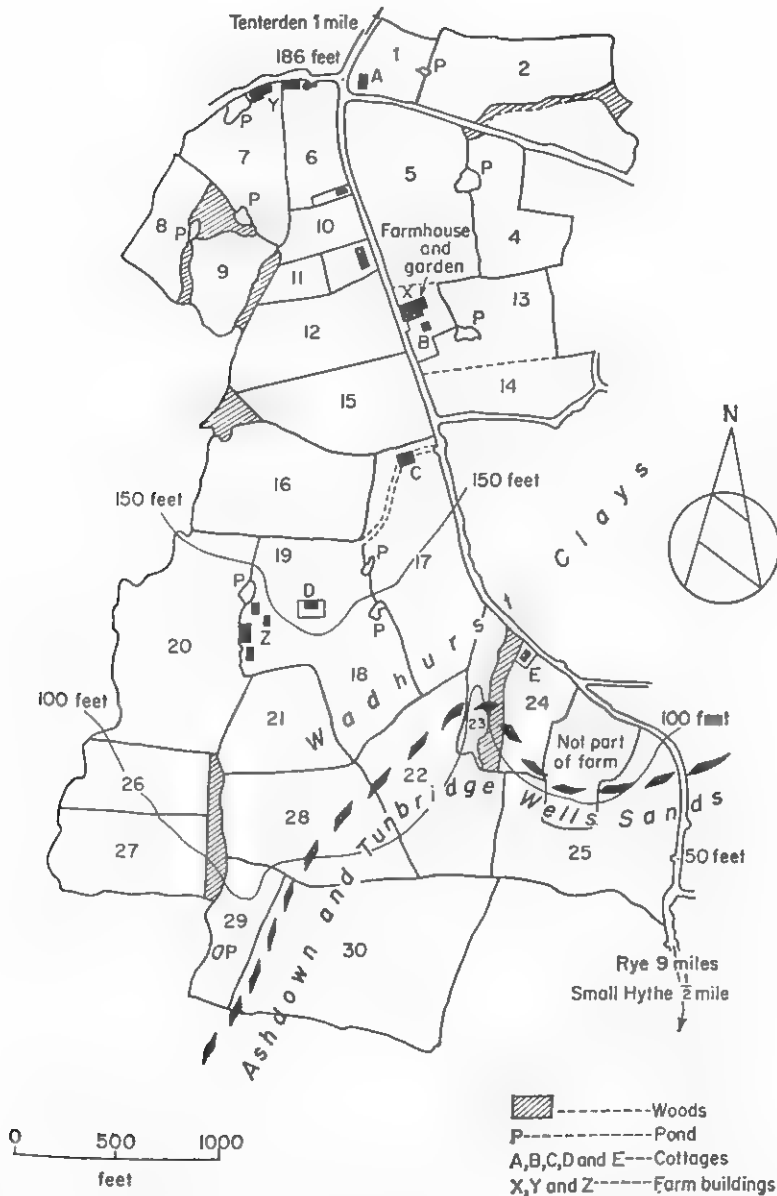 Tenterden 1 mile
186 feet
A
1
P
2
Y
P
7
6
5
P
8
P
P
10
4
9
Farmhouse
and
garden
11
X
13
B
P
12
14
15
N
C
16
150 feet
150 feet
Clays
19
P
17
P
D
P
20
Z
18
Wadhurst
E
21
24
100 feet
23
Not part
of farm
26
22
28
25
27
50 feet
29
P
30
Ashdown and Tunbridge Wells Sands
Rye 9 miles
Small Hythe ½ mile
0 500 1000
feet
Woods
P Pond
A,B,C,D and E Cottages
X,Y and Z Farm buildings